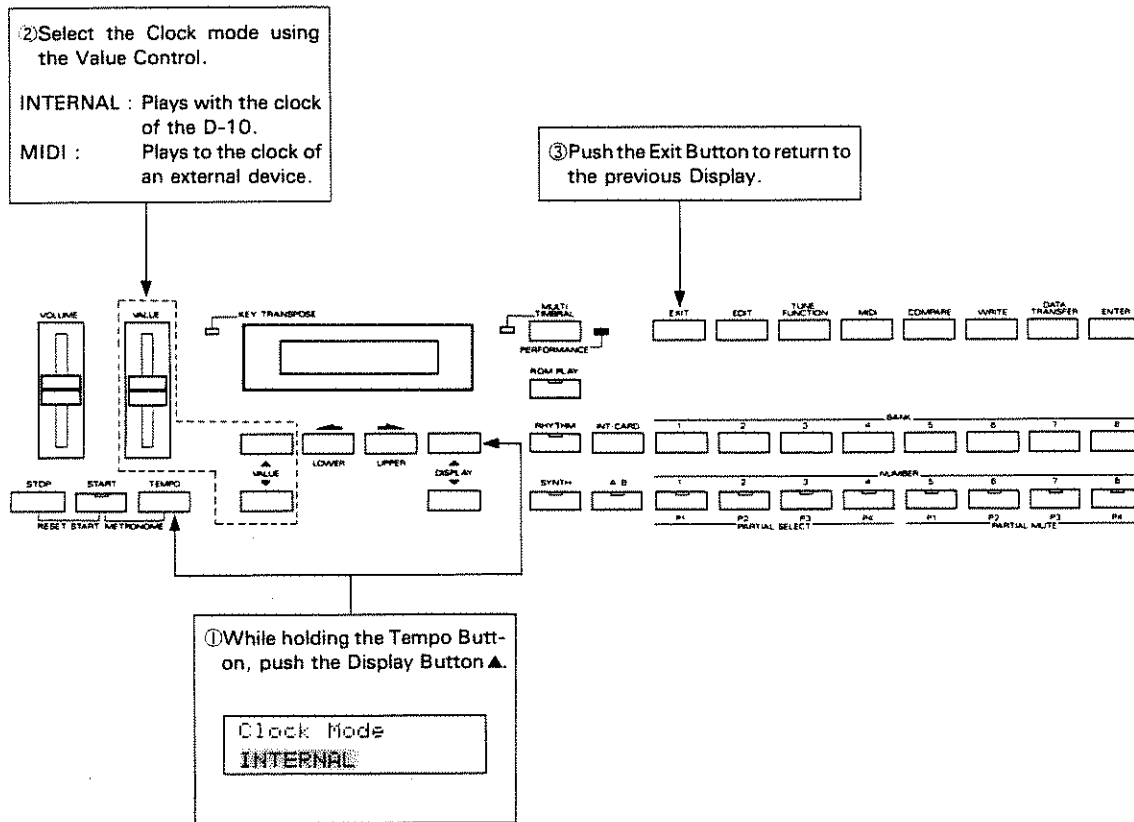 ②Select the Clock mode using
the Value Control.
INTERNAL : Plays with the clock
of the D-10.
MIDI : Plays to the clock of
an external device.
③Push the Exit Button to return to
the previous Display.
VOLUME
VALUE
KEY TRANSPOSE
MULTI
TIMBRAL
PERFORMANCE
EXIT
EDIT
TUNE
FUNCTION
MIDI
COMPARE
WRITE
DATA
TRANSFER
ENTER
ROM PLAY
BANK
RHYTHM
INT·CARD
1 2 3 4 5 6 7 8
VALUE
LOWER
UPPER
DISPLAY
NUMBER
STOP
START
TEMPO
SYNTH
A B
1 2 3 4 5 6 7 8
RESET START
METRONOME
P1 P2 P3 P4 P1 P2 P3 P4
PARTIAL SELECT
PARTIAL MUTE
①While holding the Tempo Butt-
on, push the Display Button ▲.
Clock Mode
INTERNAL